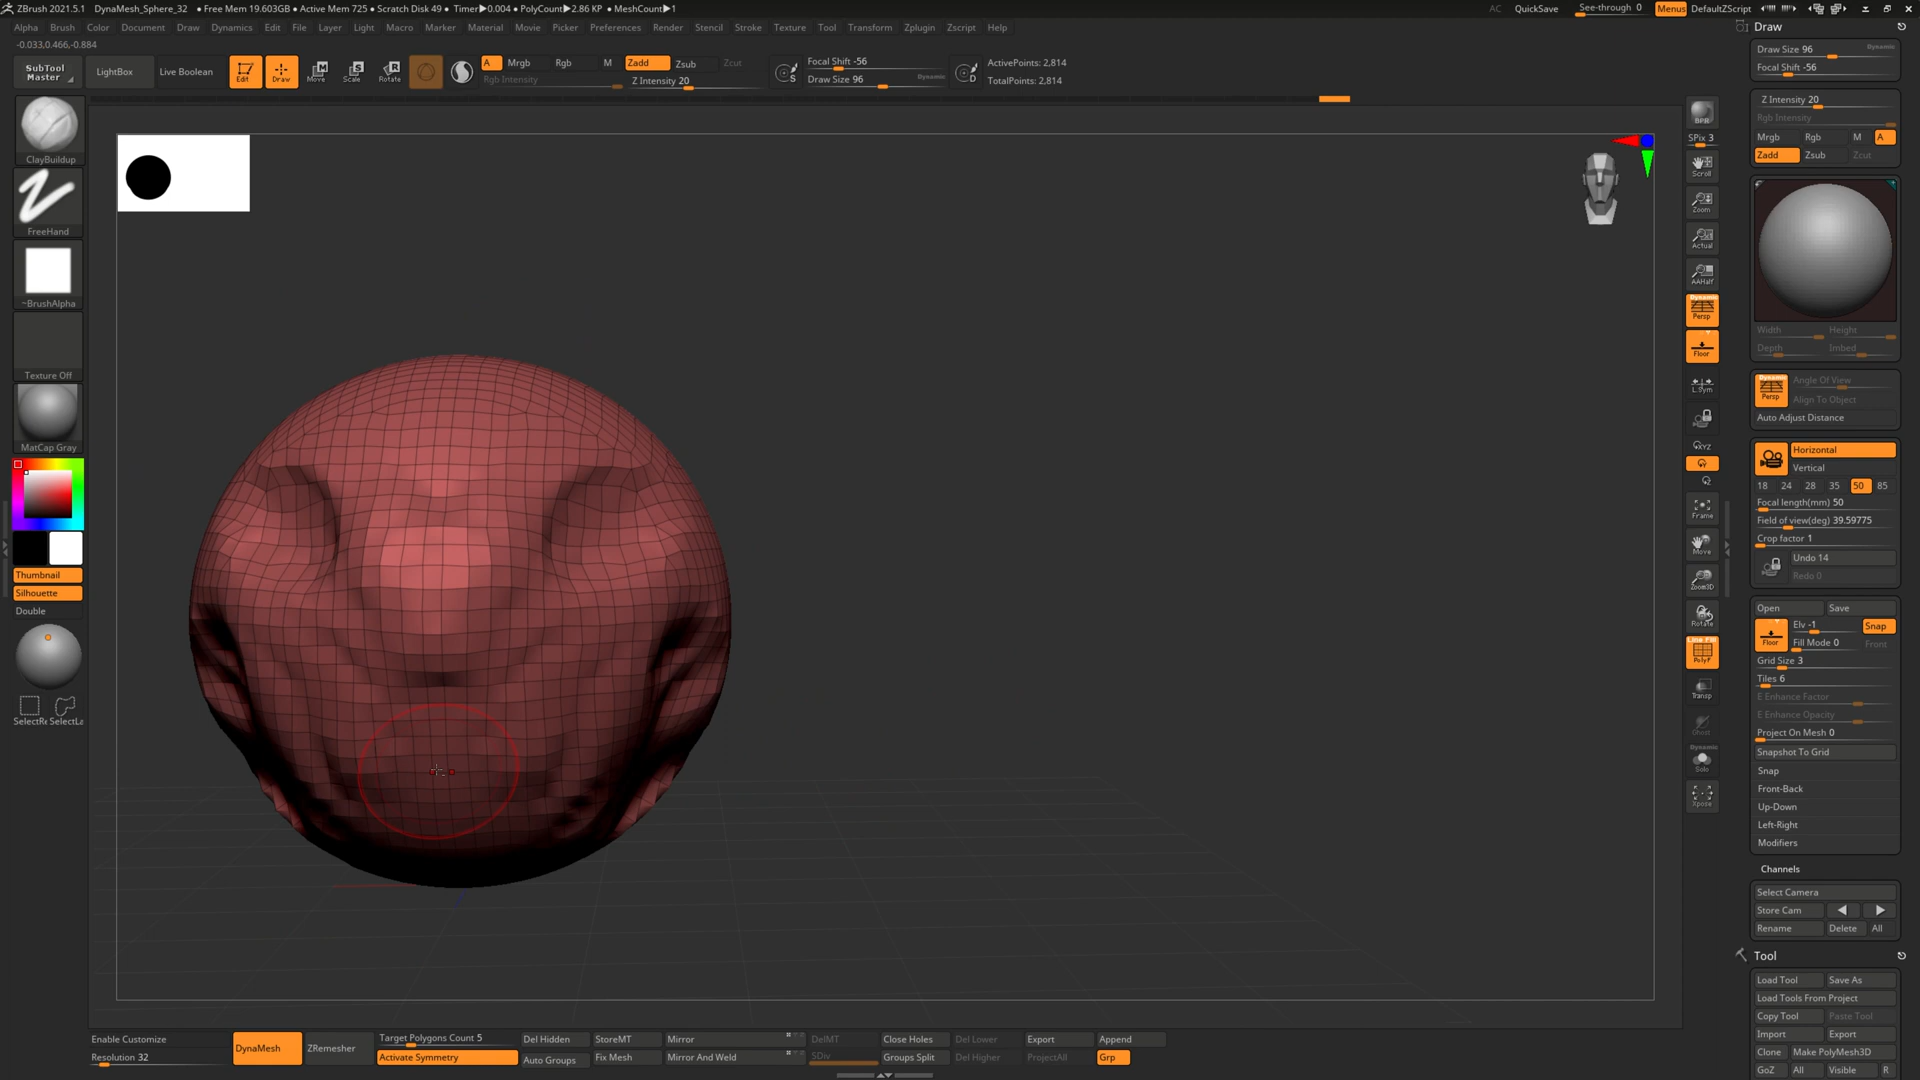 ZBrush 2021.5.1 DynaMesh_Sphere_32 • Free Mem 19.603GB • Active Mem 725 • Scratch Disk 49 • Timer▶0.004 • PolyCount▶2.86 KP • MeshCount▶1 AC QuickSave See-through 0 Menus DefaultZScript
Alpha Brush Color Document Draw Dynamics Edit File Layer Light Macro Marker Material Movie Picker Preferences Render Stencil Stroke Texture Tool Transform Zplugin Zscript Help
-0.033,0.466,-0.884
SubTool Master
LightBox
Live Boolean
Edit
Draw
Move
Scale
Rotate
A Mrgb Rgb M
Rgb Intensity
Zadd Zsub Zcut
Z Intensity 20
S
Focal Shift -56
Draw Size 96 Dynamic
D
ActivePoints: 2,814
TotalPoints: 2,814
ClayBuildup
FreeHand
~BrushAlpha
Texture Off
MatCap Gray
Thumbnail
Silhouette
Double
SelectRe SelectLa
BPR
SPix 3
Scroll
Zoom
Actual
AAHalf
Dynamic
Persp
Floor
L.Sym
XYZ
Y
Z
Frame
Move
Zoom3D
Rotate
Line Fill
PolyF
Transp
Ghost
Dynamic
Solo
Xpose
Draw
Draw Size 96 Dynamic
Focal Shift -56
Z Intensity 20
Rgb Intensity
Mrgb Rgb M A
Zadd Zsub Zcut
Width Height
Depth Imbed
Dynamic
Persp
Angle Of View
Align To Object
Auto Adjust Distance
Horizontal
Vertical
18 24 28 35 50 85
Focal length(mm) 50
Field of view(deg) 39.59775
Crop factor 1
Undo 14
Redo 0
Open Save
Floor
Elv -1 Snap
Fill Mode 0 Front
Grid Size 3
Tiles 6
E Enhance Factor
E Enhance Opacity
Project On Mesh 0
Snapshot To Grid
Snap
Front-Back
Up-Down
Left-Right
Modifiers
Channels
Select Camera
Store Cam
Rename Delete All
Tool
Load Tool Save As
Load Tools From Project
Copy Tool Paste Tool
Import Export
Clone Make PolyMesh3D
GoZ All Visible R
Enable Customize
Resolution 32
DynaMesh
ZRemesher
Target Polygons Count 5
Activate Symmetry
Del Hidden StoreMT Mirror DelMT Close Holes Del Lower Export Append
Auto Groups Fix Mesh Mirror And Weld SDiv Groups Split Del Higher ProjectAll Grp